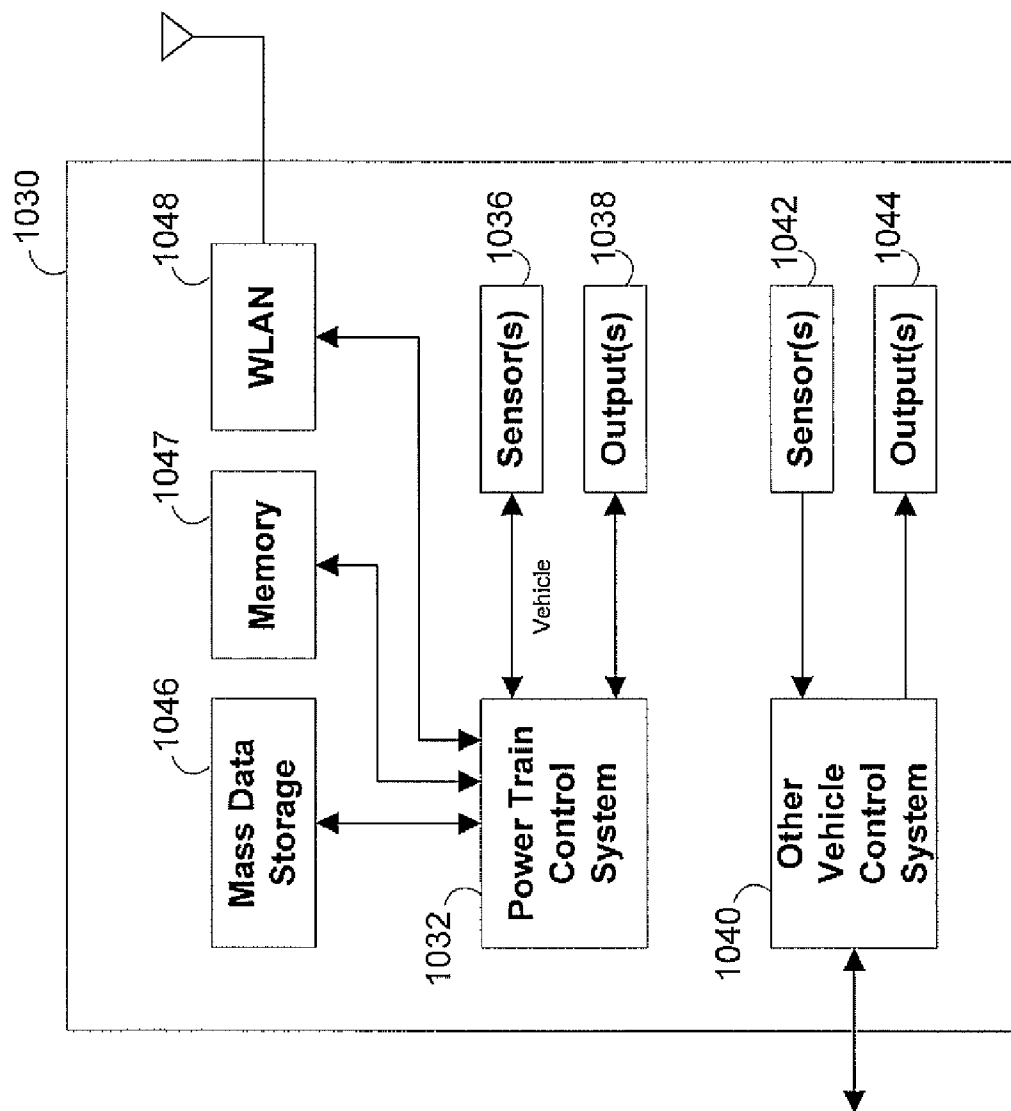 1030
1046
1047
1048
Mass Data
Storage
Memory
WLAN
1032
Power Train
Control
System
Vehicle
Sensor(s)
1036
Output(s)
1038
1040
Other
Vehicle
Control
System
Sensor(s)
1042
Output(s)
1044